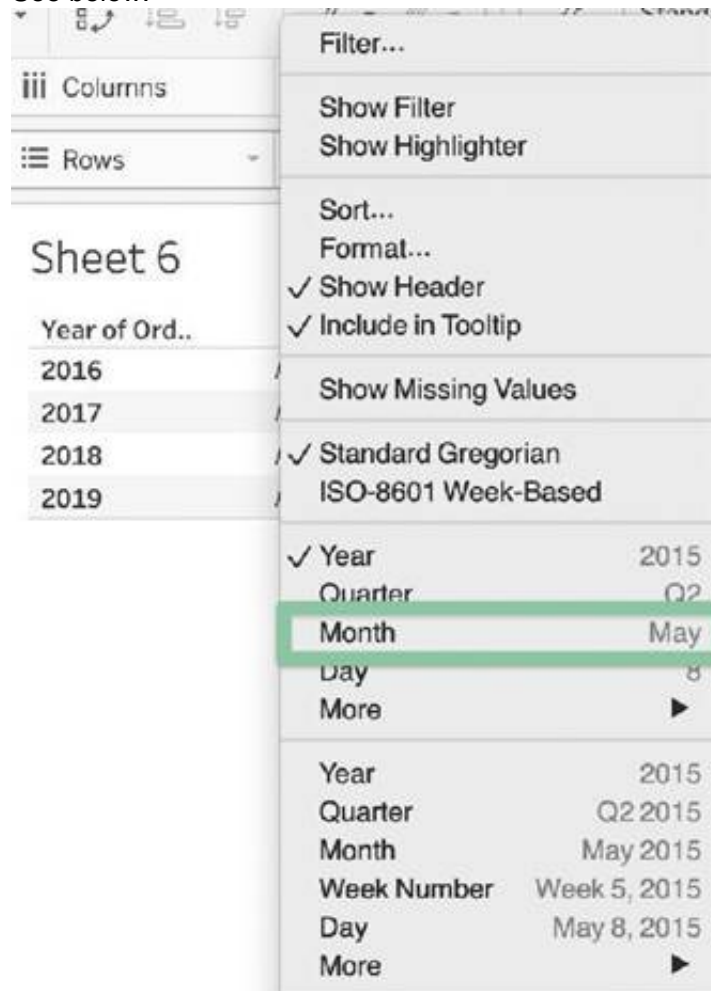 Columns
Rows
Sheet 6
Year of Ord..
2016
2017
2018
2019
Filter...
Show Filter
Show Highlighter
Sort...
Format...
✓ Show Header
✓ Include in Tooltip
Show Missing Values
✓ Standard Gregorian
ISO-8601 Week-Based
✓ Year 2015
Quarter Q2
Month May
Day 8
More ▶
Year 2015
Quarter Q2 2015
Month May 2015
Week Number Week 5, 2015
Day May 8, 2015
More ▶